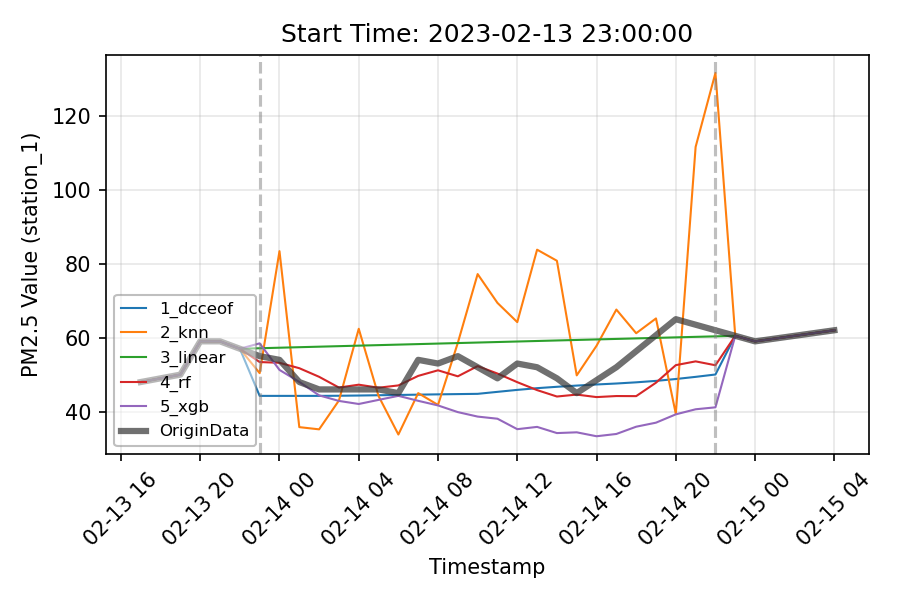 Start Time: 2023-02-13 23:00:00
PM2.5 Value (station_1)
120
100
80
60
40
1_dcceof
2_knn
3_linear
4_rf
5_xgb
OriginData
02-13 16
02-13 20
02-14 00
02-14 04
02-14 08
02-14 12
02-14 16
02-14 20
02-15 00
02-15 04
Timestamp